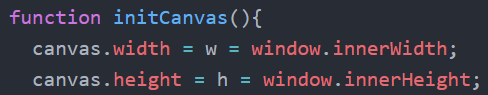 function initCanvas(){
canvas.width = w = window.innerWidth;
canvas.height = h = window.innerHeight;